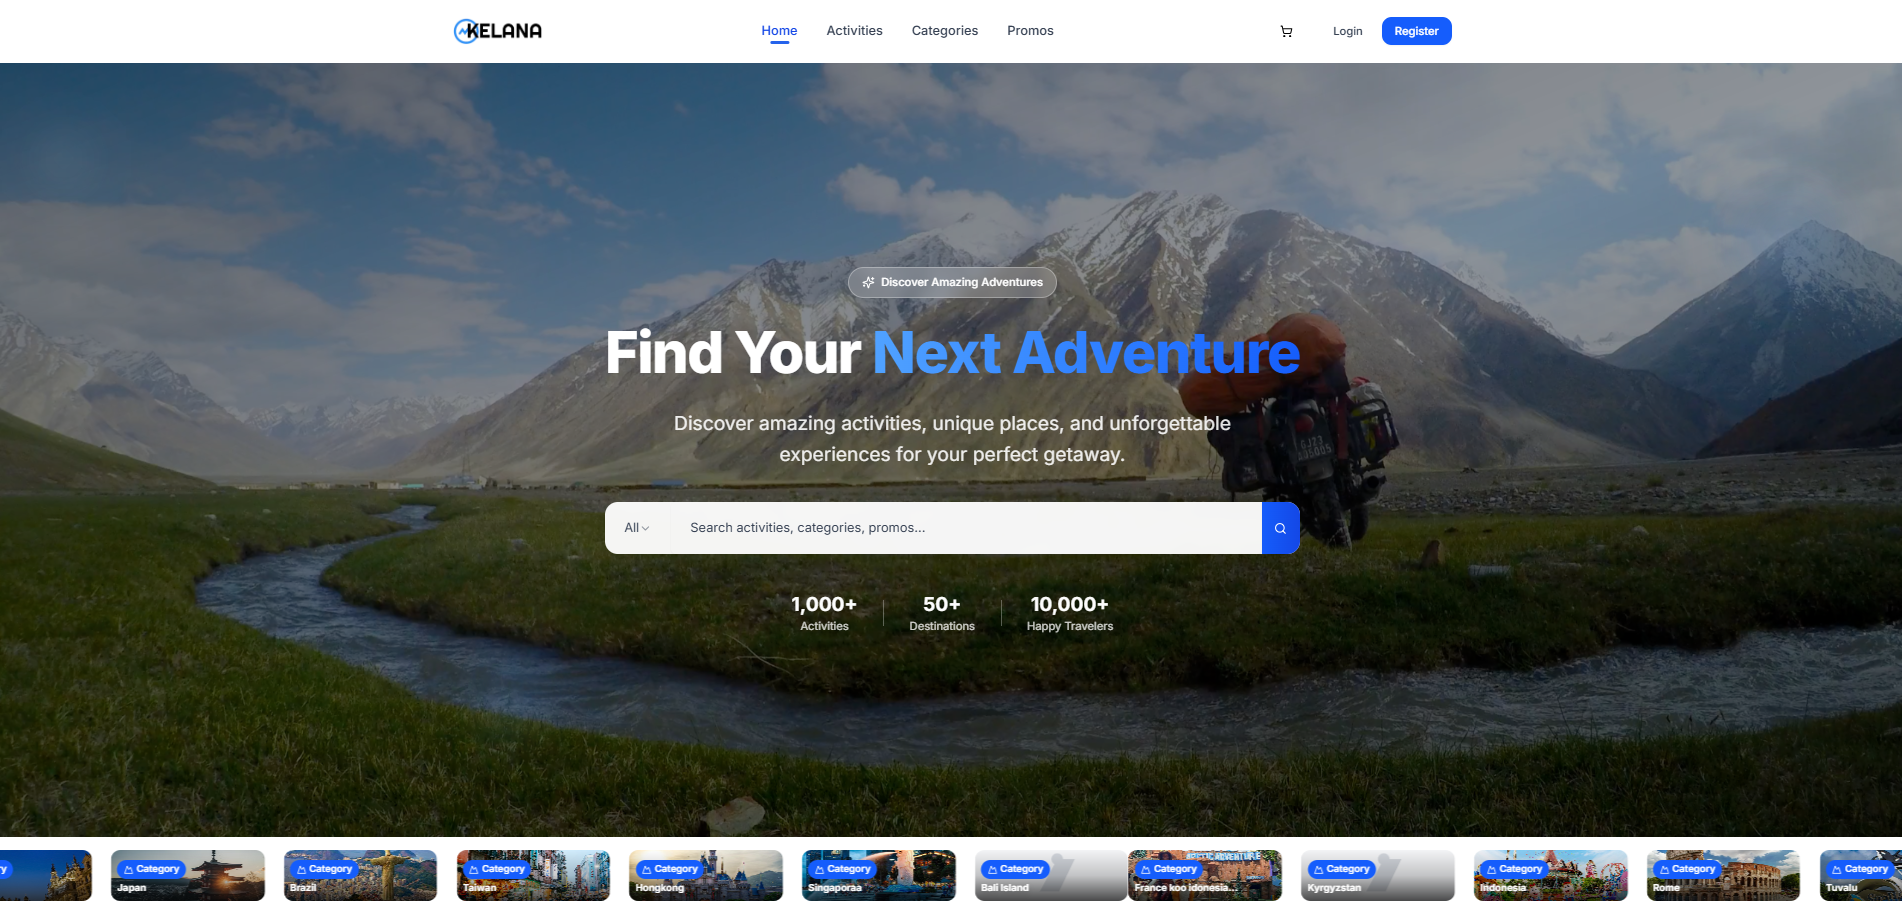 KELANA
Home
Activities
Categories
Promos
Login
Register
Discover Amazing Adventures
Find Your Next Adventure
Discover amazing activities, unique places, and unforgettable
experiences for your perfect getaway.
All
Search activities, categories, promos...
1,000+
Activities
50+
Destinations
10,000+
Happy Travelers
Category
Japan
Category
Brazil
Category
Taiwan
Category
Hongkong
Category
Singaporaa
Category
Bali Island
Category
France koo idonesia...
Category
Kyrgyzstan
Category
Indonesia
Category
Rome
Category
Tuvalu